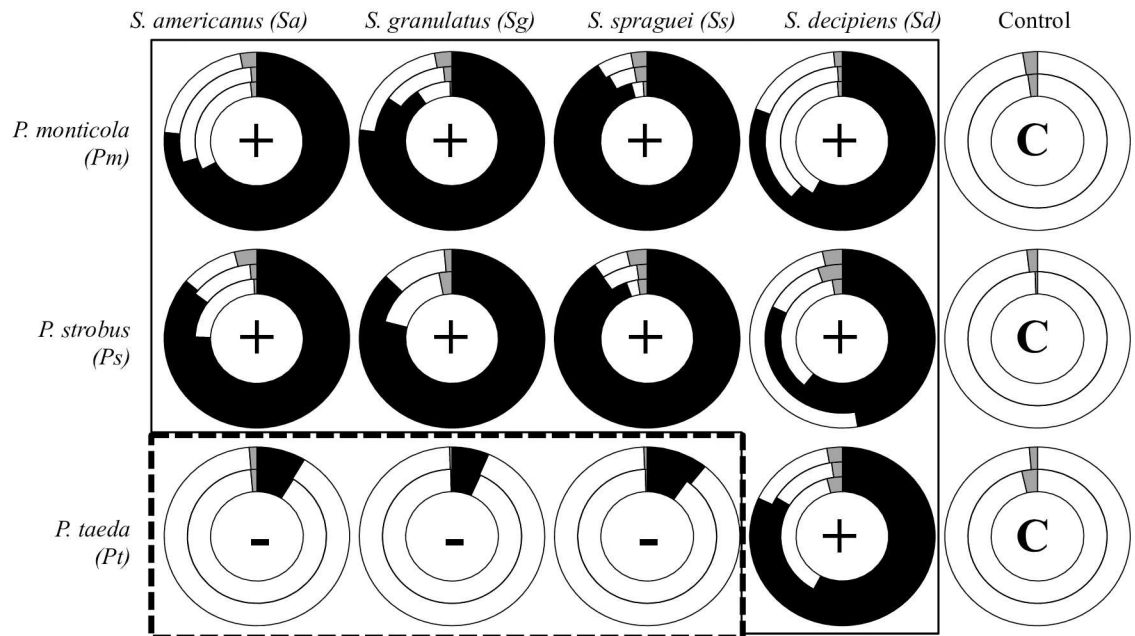 S. americanus (Sa) S. granulatus (Sg) S. spraguei (Ss) S. decipiens (Sd) Control
P. monticola
(Pm)
+ + + + C
P. strobus
(Ps)
+ + + + C
P. taeda
(Pt)
- - - + C